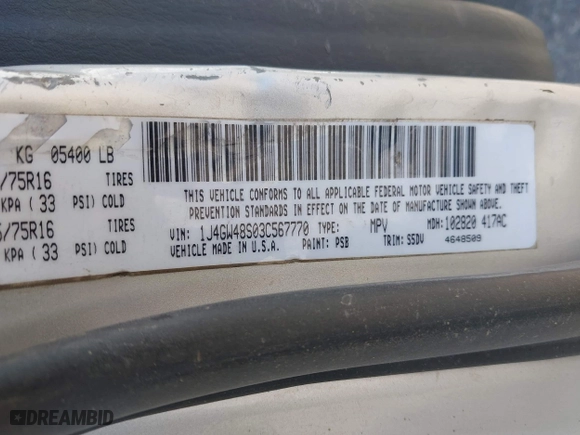 KG 05400 LB
/75R16 TIRES
KPA ( 33 PSI) COLD
/75R16 TIRES
KPA ( 33 PSI) COLD
THIS VEHICLE CONFORMS TO ALL APPLICABLE FEDERAL MOTOR VEHICLE SAFETY AND THEFT
PREVENTION STANDARDS IN EFFECT ON THE DATE OF MANUFACTURE SHOWN ABOVE.
VIN: 1J4GW48S03C567770 TYPE: MPV MDH: 102820 417AC
VEHICLE MADE IN U.S.A. PAINT: PSB TRIM: SSDV 4648509
DREAMBID